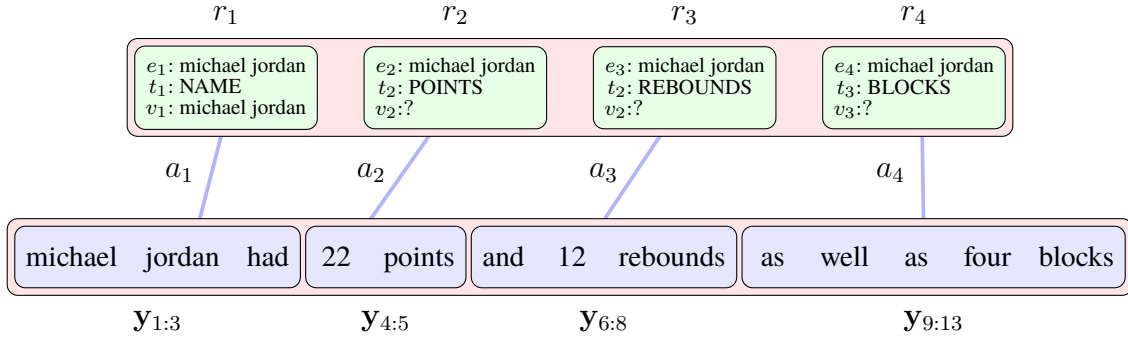 r₁ r₂ r₃ r₄
e₁: michael jordan
t₁: NAME
v₁: michael jordan
e₂: michael jordan
t₂: POINTS
v₂:?
e₃: michael jordan
t₂: REBOUNDS
v₂:?
e₄: michael jordan
t₃: BLOCKS
v₃:?
a₁ a₂ a₃ a₄
michael jordan had 22 points and 12 rebounds as well as four blocks
y₁:₃ y₄:₅ y₆:₈ y₉:₁₃